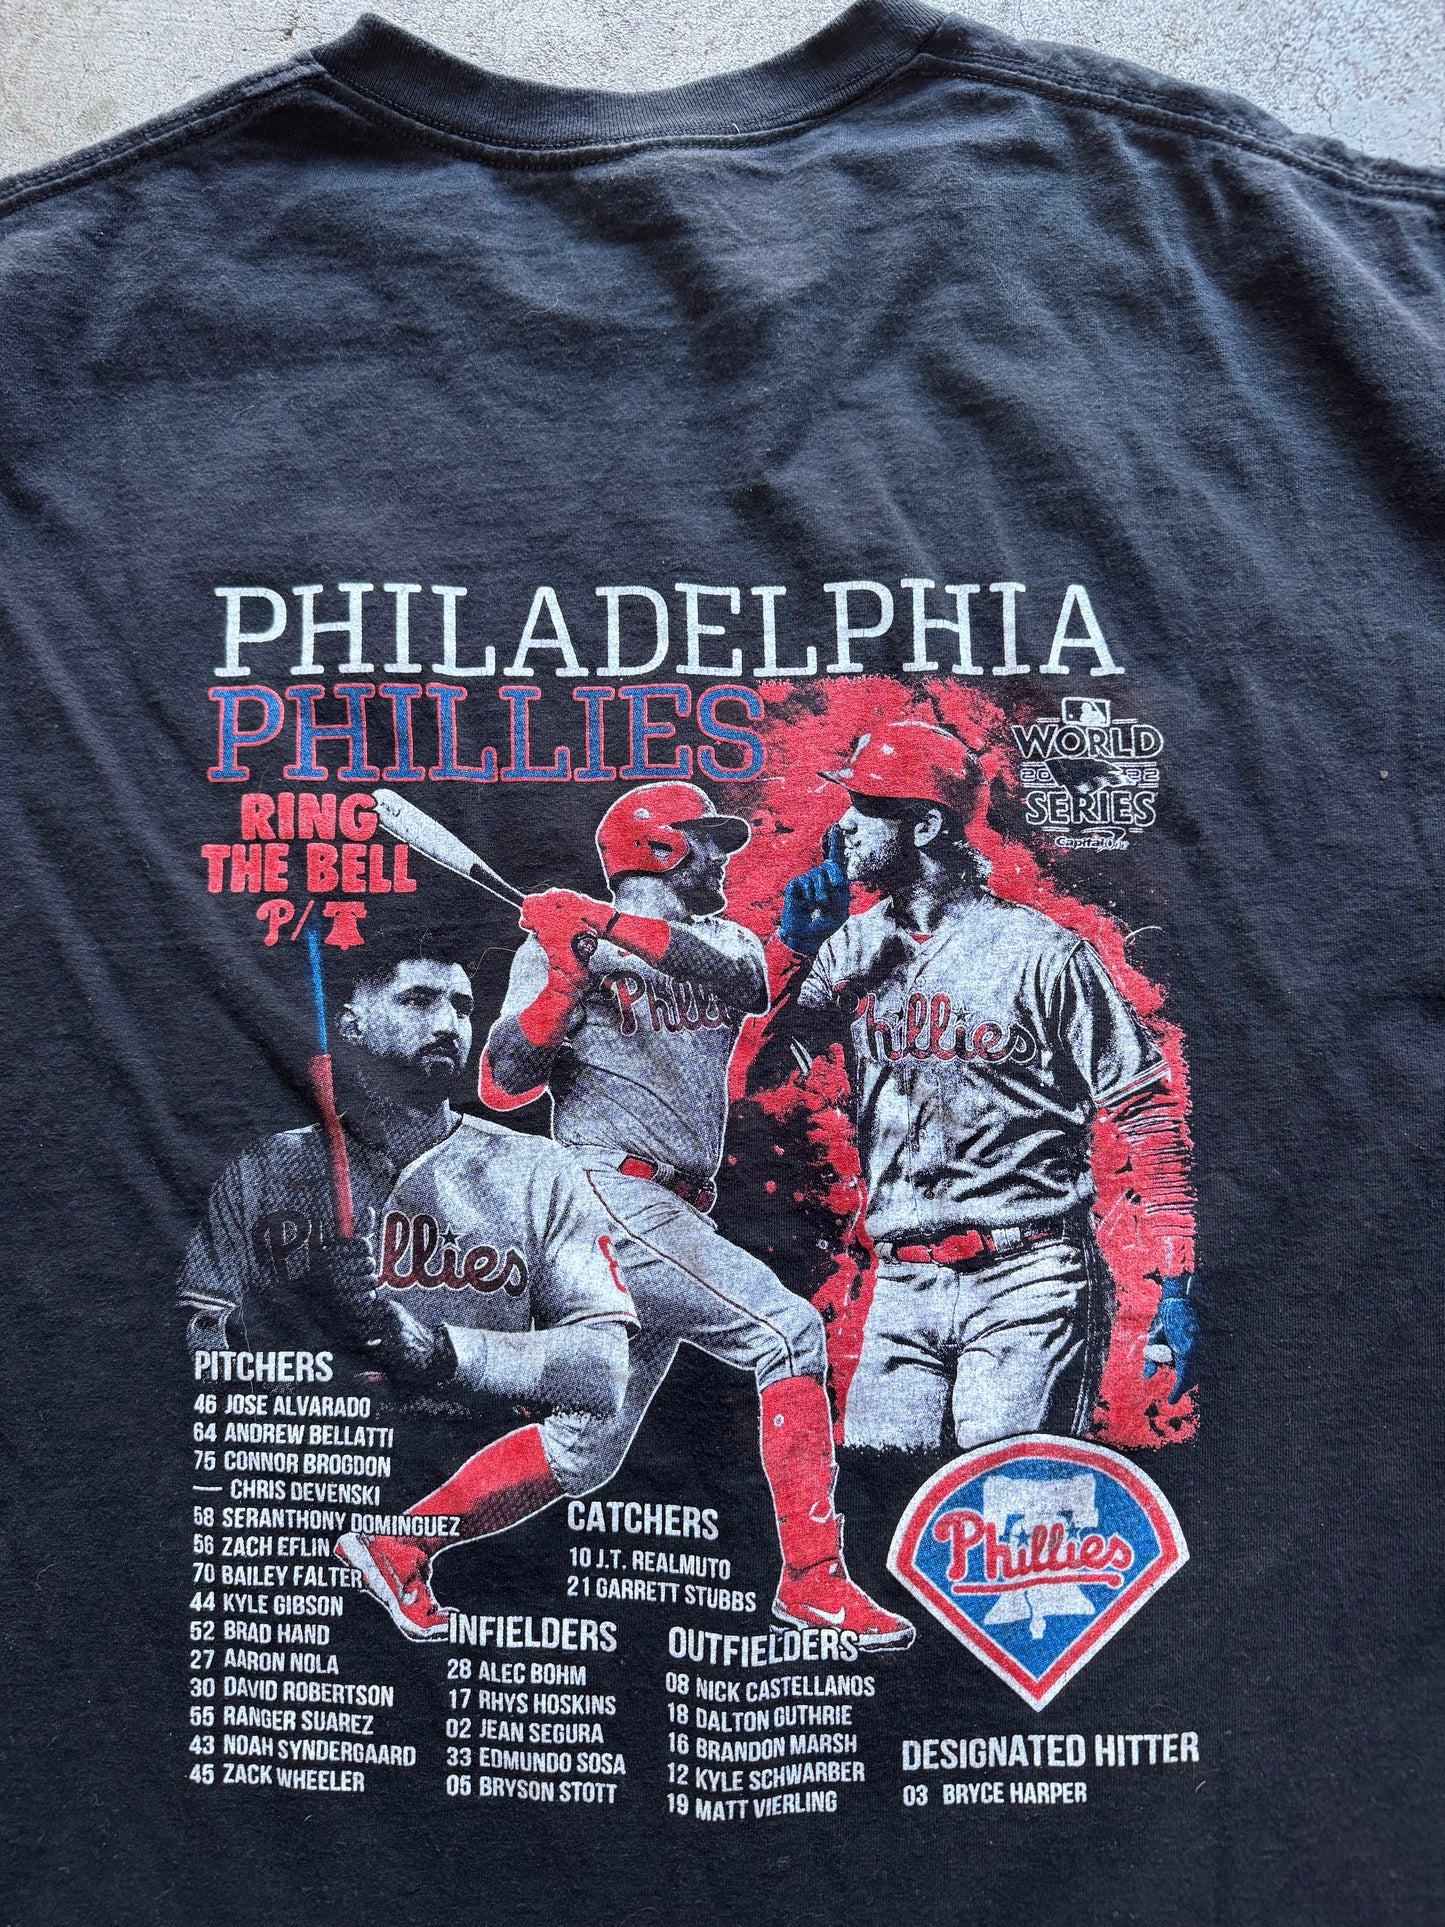 PHILADELPHIA
PHILLIES
WORLD
2022
SERIES
Capital One
RING
THE BELL
P/
Phillies
Phillies
Phillies
PITCHERS
46 JOSE ALVARADO
64 ANDREW BELLATTI
75 CONNOR BROGDON
— CHRIS DEVENSKI
58 SERANTHONY DOMINGUEZ
56 ZACH EFLIN
70 BAILEY FALTER
44 KYLE GIBSON
52 BRAD HAND
27 AARON NOLA
30 DAVID ROBERTSON
55 RANGER SUAREZ
43 NOAH SYNDERGAARD
45 ZACK WHEELER
CATCHERS
10 J.T. REALMUTO
21 GARRETT STUBBS
INFIELDERS
28 ALEC BOHM
17 RHYS HOSKINS
02 JEAN SEGURA
33 EDMUNDO SOSA
05 BRYSON STOTT
OUTFIELDERS
08 NICK CASTELLANOS
18 DALTON GUTHRIE
16 BRANDON MARSH
12 KYLE SCHWARBER
19 MATT VIERLING
Phillies
DESIGNATED HITTER
03 BRYCE HARPER